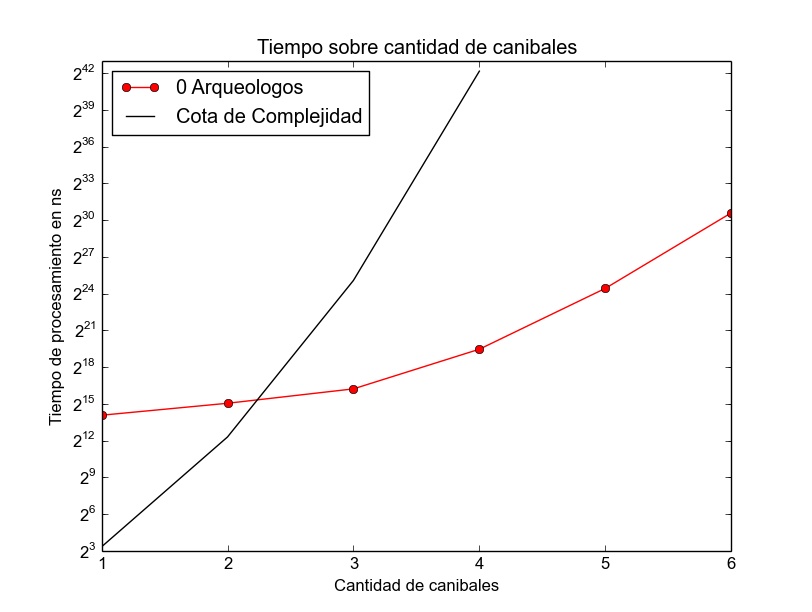 Tiempo sobre cantidad de canibales
0 Arqueologos
Cota de Complejidad
Tiempo de procesamiento en ns
2^42
2^39
2^36
2^33
2^30
2^27
2^24
2^21
2^18
2^15
2^12
2^9
2^6
2^3
1 2 3 4 5 6
Cantidad de canibales